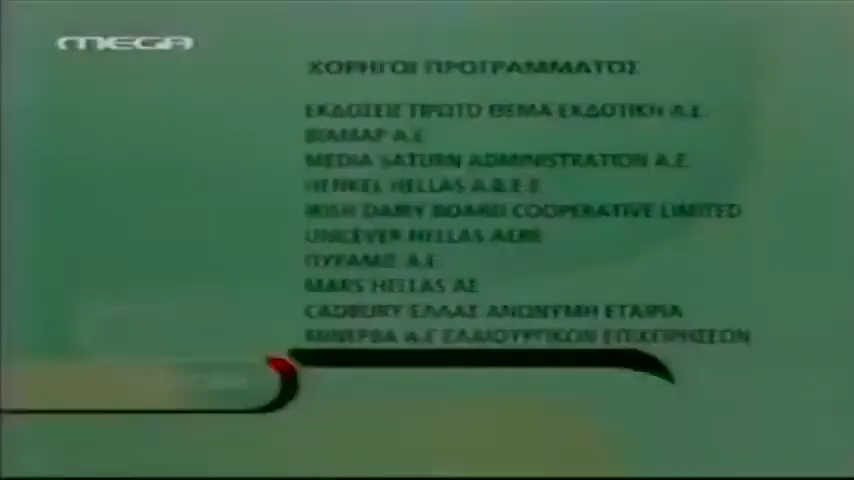 MEGA
ΧΟΡΗΓΟΙ ΠΡΟΓΡΑΜΜΑΤΟΣ
ΕΚΔΟΣΕΙΣ ΠΡΩΤΟ ΘΕΜΑ ΕΚΔΟΤΙΚΗ Α.Ε.
ΒΙΑΜΑΡ Α.Ε
MEDIA SATURN ADMINISTRATION A.E.
HENKEL HELLAS A.B.E.E
IRISH DAIRY BOARD COOPERATIVE LIMITED
UNILEVER HELLAS AEBE
ΠΥΡΑΜΙΣ Α.Ε
MARS HELLAS AE
CADBURY ΕΛΛΑΣ ΑΝΩΝΥΜΗ ΕΤΑΙΡΙΑ
ΜΙΝΕΡΒΑ Α.Ε ΕΛΑΙΟΥΡΓΙΚΩΝ ΕΠΙΧΕΙΡΗΣΕΩΝ